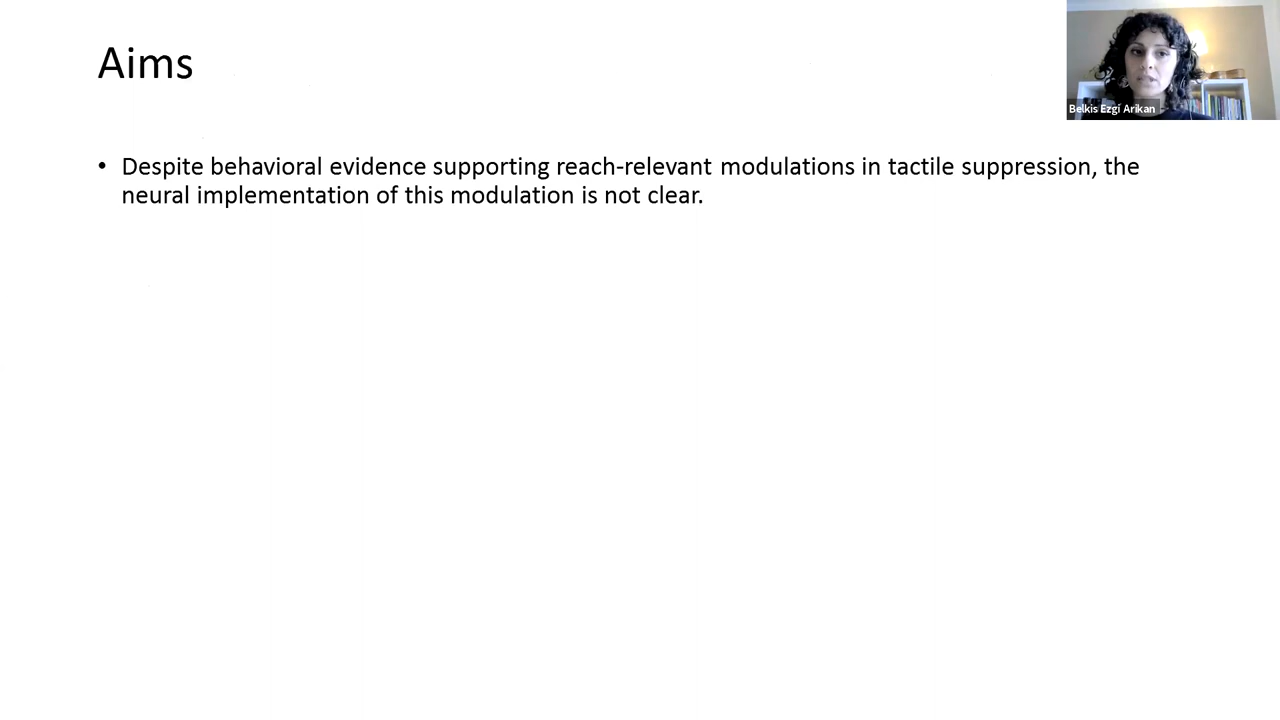 Aims
Belkis Ezgi Arikan
• Despite behavioral evidence supporting reach-relevant modulations in tactile suppression, the
neural implementation of this modulation is not clear.